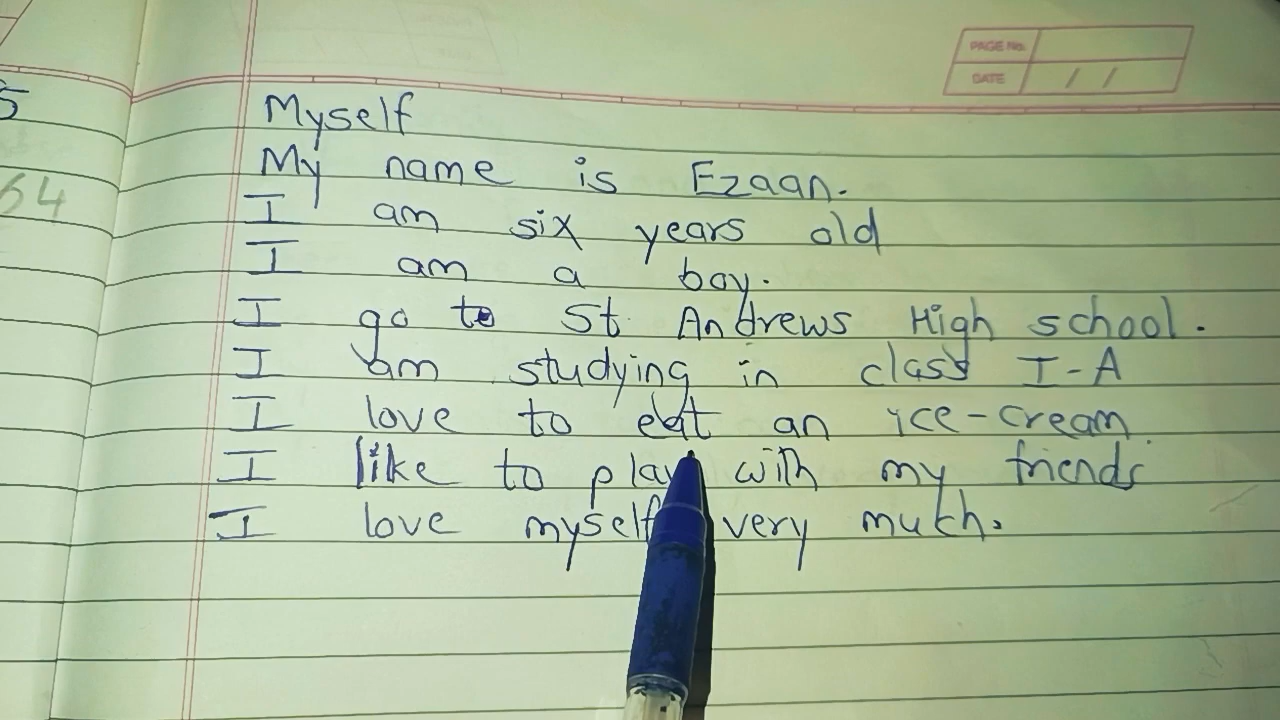 PAGE No.
DATE / /
5
64
Myself
My name is Ezaan.
I am six years old
I am a boy.
I go to St. Andrews High school.
I am studying in class I-A
I love to eat an ice-cream.
I like to play with my friends
I love myself very much.